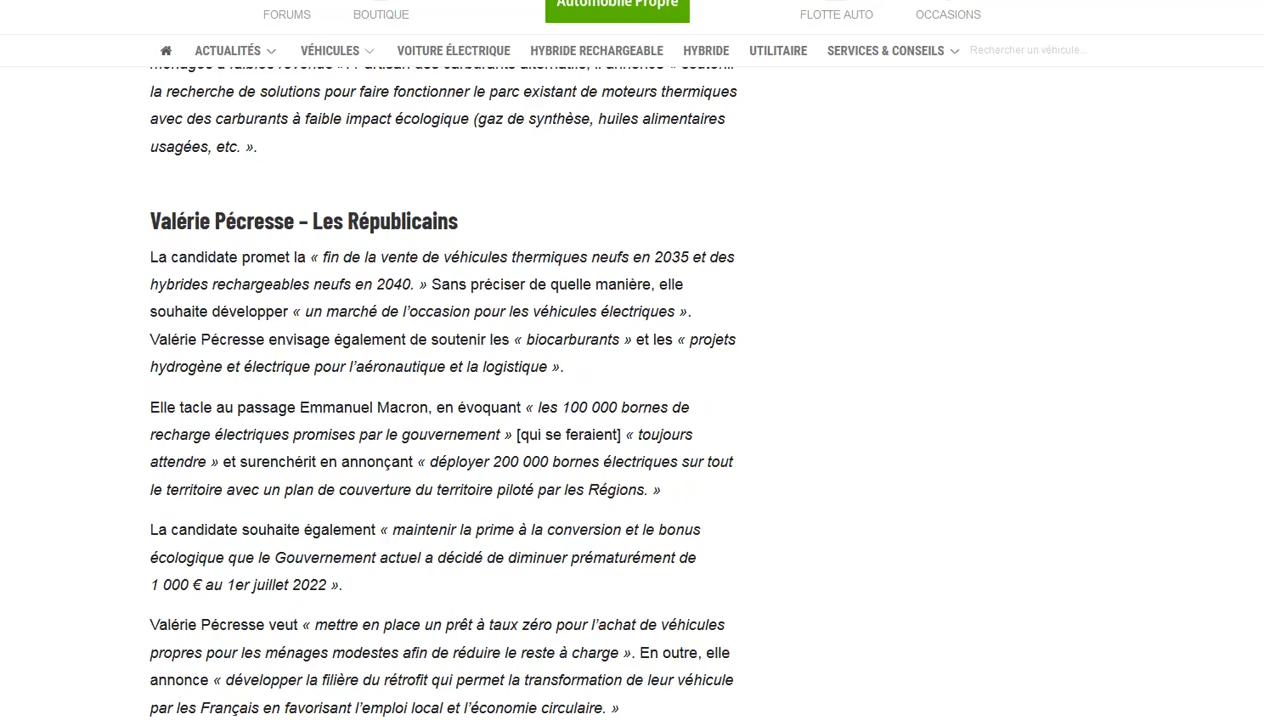 Automobile Propre
FORUMS BOUTIQUE FLOTTE AUTO OCCASIONS
ACTUALITÉS VÉHICULES VOITURE ÉLECTRIQUE HYBRIDE RECHARGEABLE HYBRIDE UTILITAIRE SERVICES & CONSEILS Rechercher un véhicule...
la recherche de solutions pour faire fonctionner le parc existant de moteurs thermiques
avec des carburants à faible impact écologique (gaz de synthèse, huiles alimentaires
usagées, etc. ».
Valérie Pécresse – Les Républicains
La candidate promet la « fin de la vente de véhicules thermiques neufs en 2035 et des
hybrides rechargeables neufs en 2040. » Sans préciser de quelle manière, elle
souhaite développer « un marché de l’occasion pour les véhicules électriques ».
Valérie Pécresse envisage également de soutenir les « biocarburants » et les « projets
hydrogène et électrique pour l’aéronautique et la logistique ».
Elle tacle au passage Emmanuel Macron, en évoquant « les 100 000 bornes de
recharge électriques promises par le gouvernement » [qui se feraient] « toujours
attendre » et surenchérit en annonçant « déployer 200 000 bornes électriques sur tout
le territoire avec un plan de couverture du territoire piloté par les Régions. »
La candidate souhaite également « maintenir la prime à la conversion et le bonus
écologique que le Gouvernement actuel a décidé de diminuer prématurément de
1 000 € au 1er juillet 2022 ».
Valérie Pécresse veut « mettre en place un prêt à taux zéro pour l’achat de véhicules
propres pour les ménages modestes afin de réduire le reste à charge ». En outre, elle
annonce « développer la filière du rétrofit qui permet la transformation de leur véhicule
par les Français en favorisant l’emploi local et l’économie circulaire. »